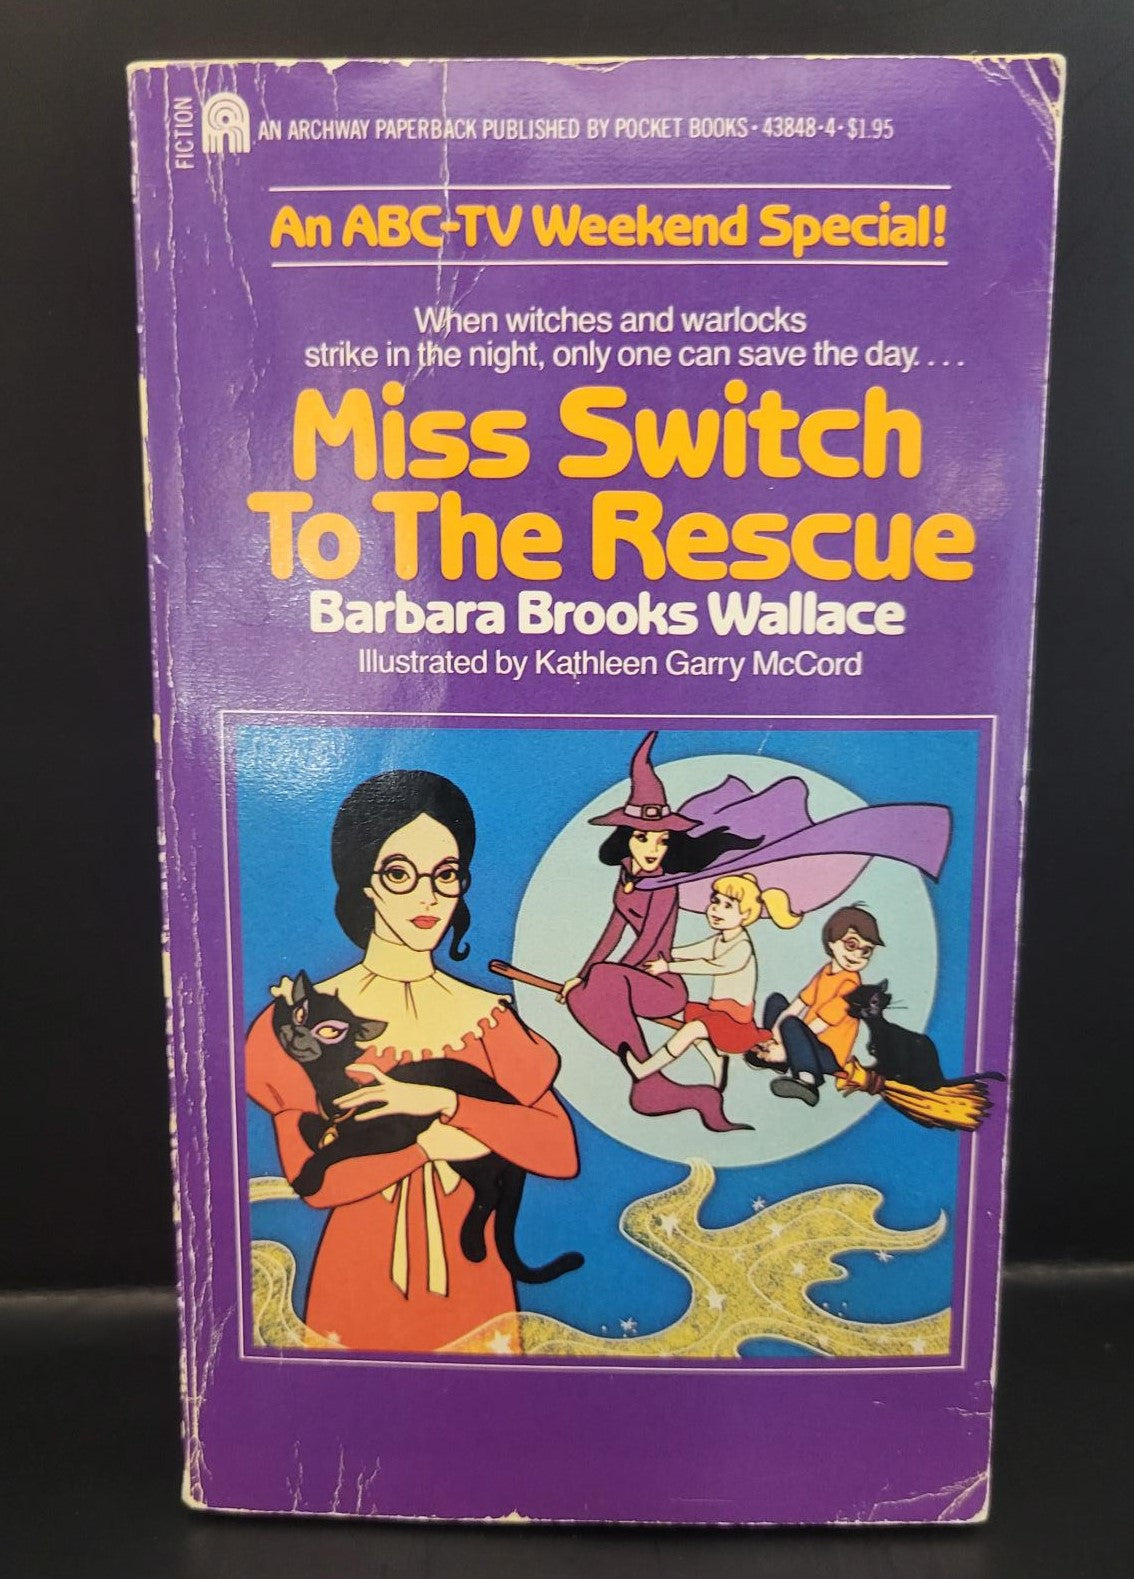 FICTION
AN ARCHWAY PAPERBACK PUBLISHED BY POCKET BOOKS • 43848-4 • $1.95
An ABC-TV Weekend Special!
When witches and warlocks
strike in the night, only one can save the day. . . .
Miss Switch
To The Rescue
Barbara Brooks Wallace
Illustrated by Kathleen Garry McCord